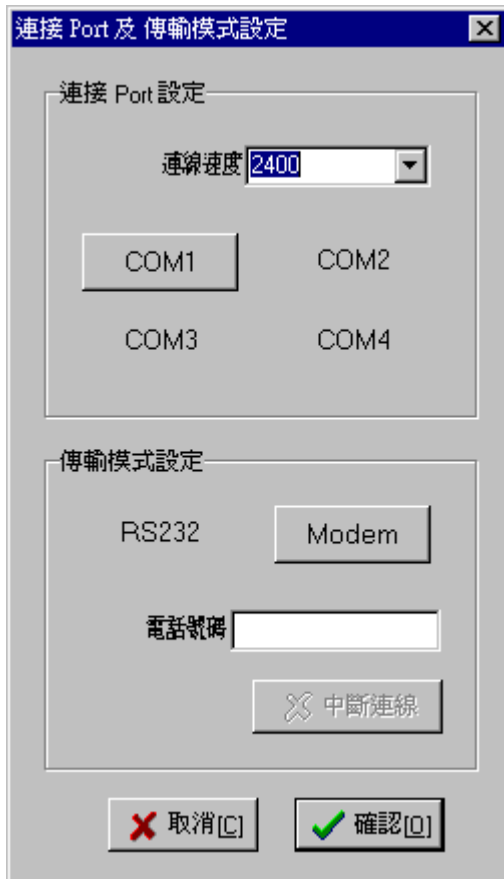 連接 Port 及 傳輸模式設定
連接 Port 設定
連線速度 2400
COM1 COM2
COM3 COM4
傳輸模式設定
RS232 Modem
電話號碼
中斷連線
取消[C] 確認[O]